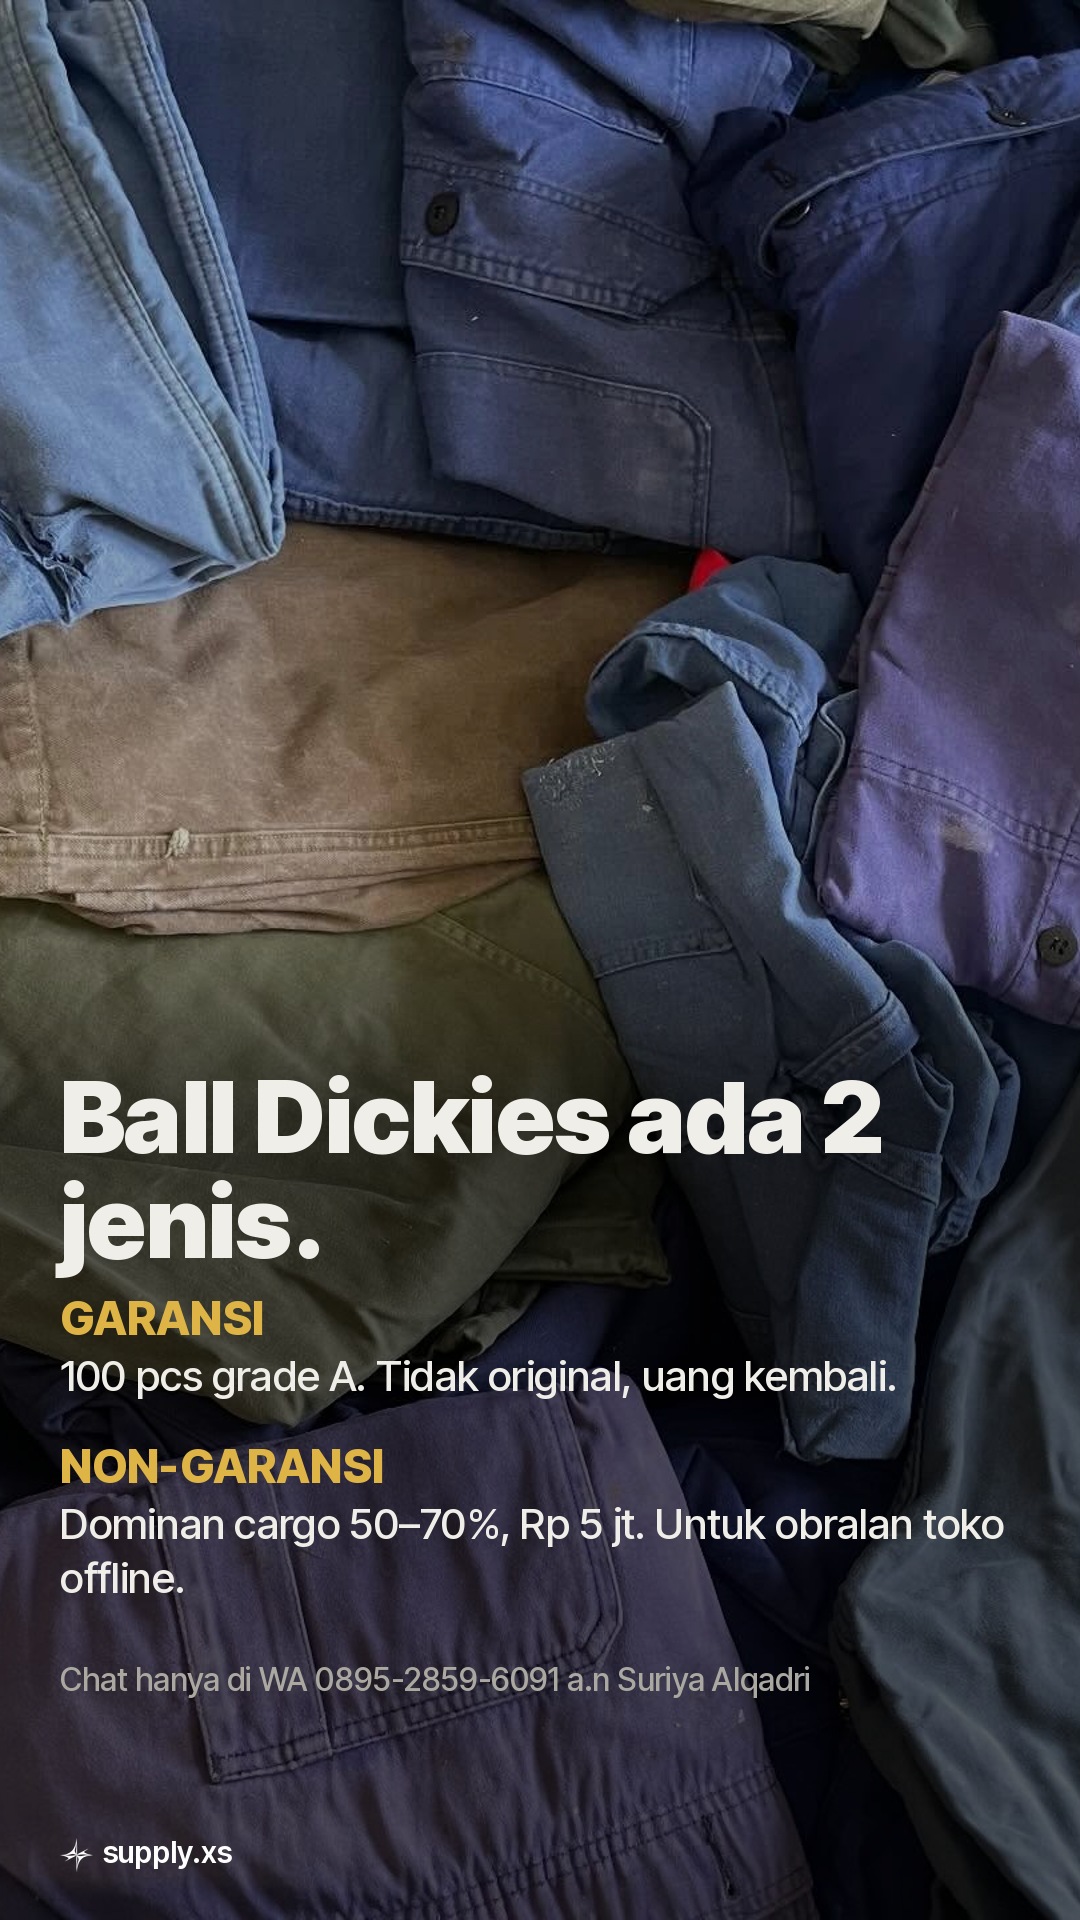 Ball Dickies ada 2
jenis.
GARANSI
100 pcs grade A. Tidak original, uang kembali.
NON-GARANSI
Dominan cargo 50–70%, Rp 5 jt. Untuk obralan toko
offline.
Chat hanya di WA 0895-2859-6091 a.n Suriya Alqadri
supply.xs